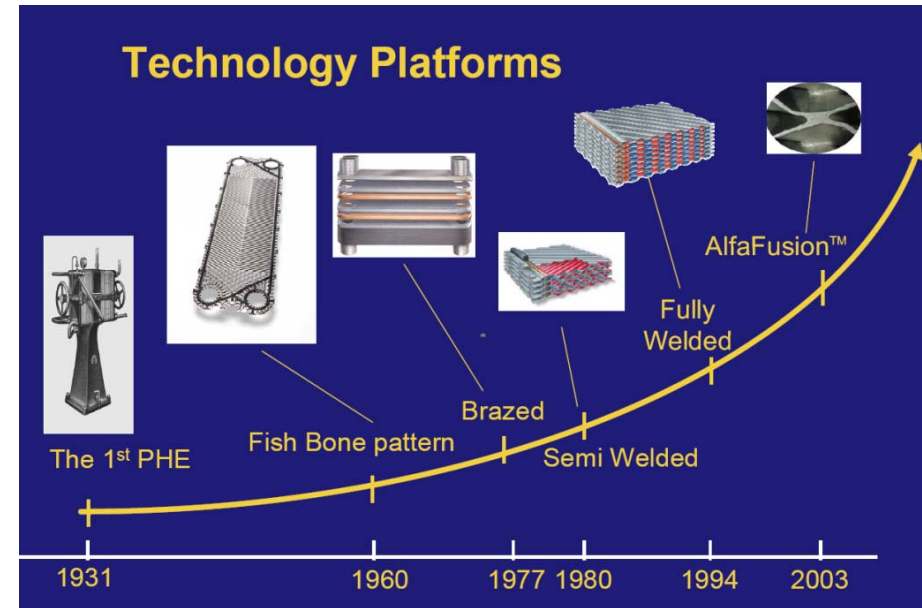 Technology Platforms
AlfaFusion™
Fully
Welded
Brazed
Fish Bone pattern
Semi Welded
The 1st PHE
1931
1960
1977
1980
1994
2003